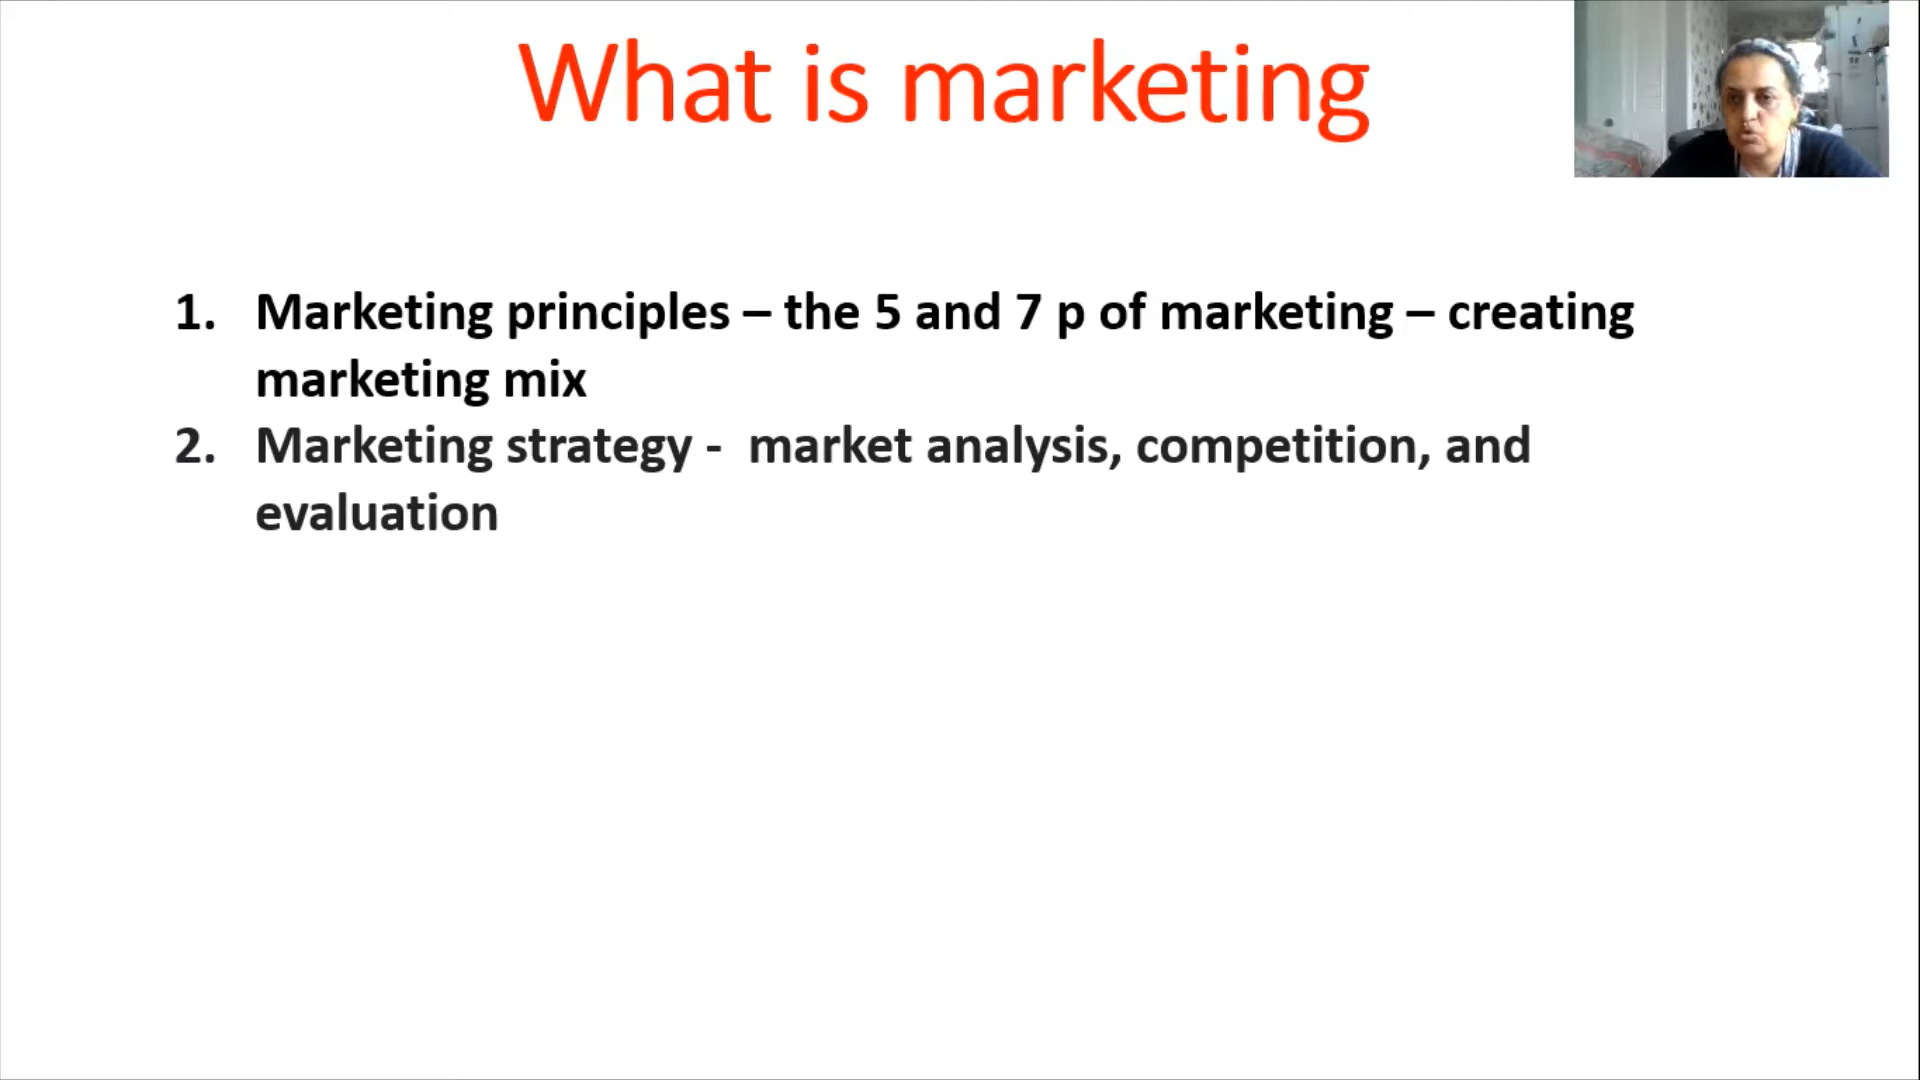 What is marketing
1. Marketing principles – the 5 and 7 p of marketing – creating
marketing mix
2. Marketing strategy -  market analysis, competition, and
evaluation